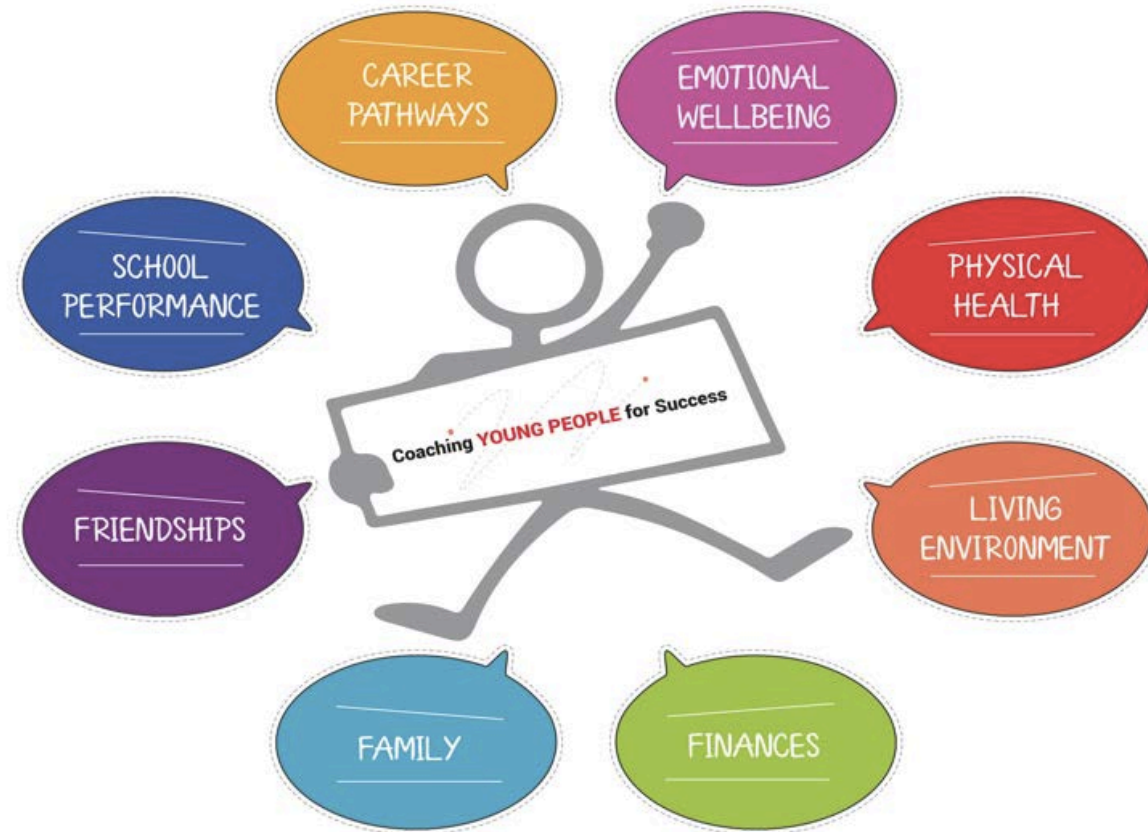 CAREER
PATHWAYS
EMOTIONAL
WELLBEING
SCHOOL
PERFORMANCE
PHYSICAL
HEALTH
Coaching YOUNG PEOPLE for Success
FRIENDSHIPS
LIVING
ENVIRONMENT
FAMILY
FINANCES